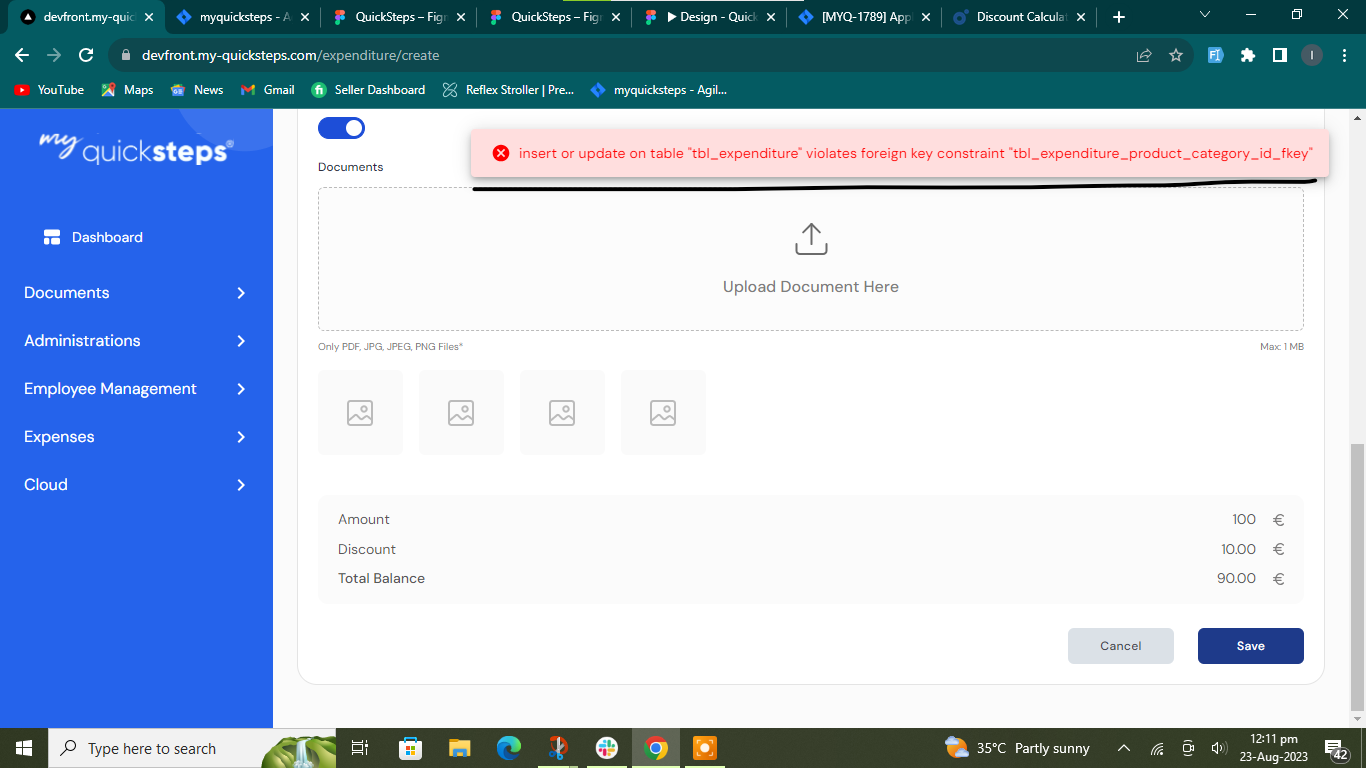 devfront.my-quic
myquicksteps - A
QuickSteps – Fig
QuickSteps – Fig
Design - Quick
[MYQ-1789] Appl
Discount Calculat
devfront.my-quicksteps.com/expenditure/create
YouTube
Maps
News
Gmail
Seller Dashboard
Reflex Stroller | Pre...
myquicksteps - Agil...
my quicksteps®
insert or update on table "tbl_expenditure" violates foreign key constraint "tbl_expenditure_product_category_id_fkey"
Documents
Upload Document Here
Only PDF, JPG, JPEG, PNG Files*
Max: 1 MB
Dashboard
Documents
Administrations
Employee Management
Expenses
Cloud
Amount 100 €
Discount 10.00 €
Total Balance 90.00 €
Cancel
Save
Type here to search
35°C Partly sunny
12:11 pm
23-Aug-2023
42